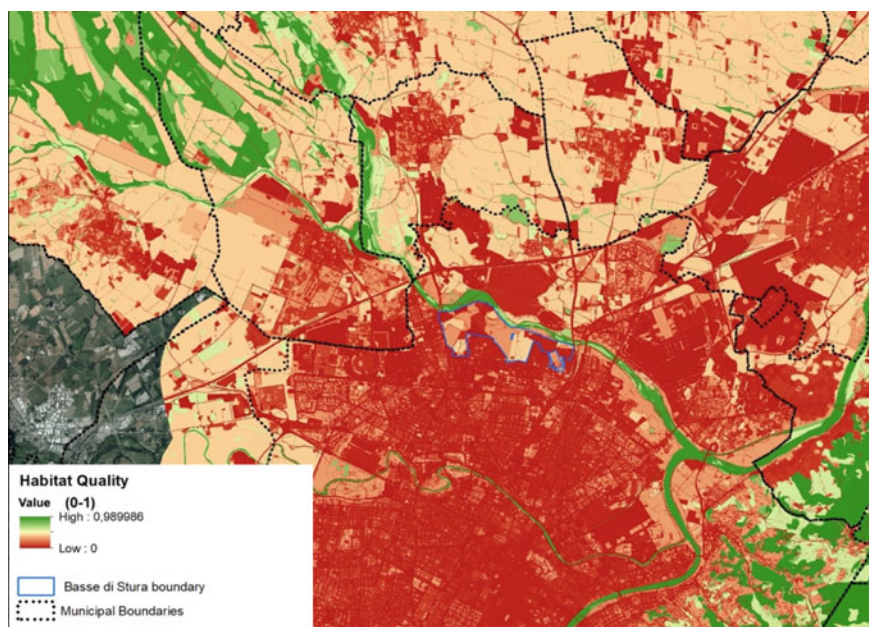 Habitat Quality
Value (0-1)
High : 0,989986
Low : 0
Basse di Stura boundary
Municipal Boundaries